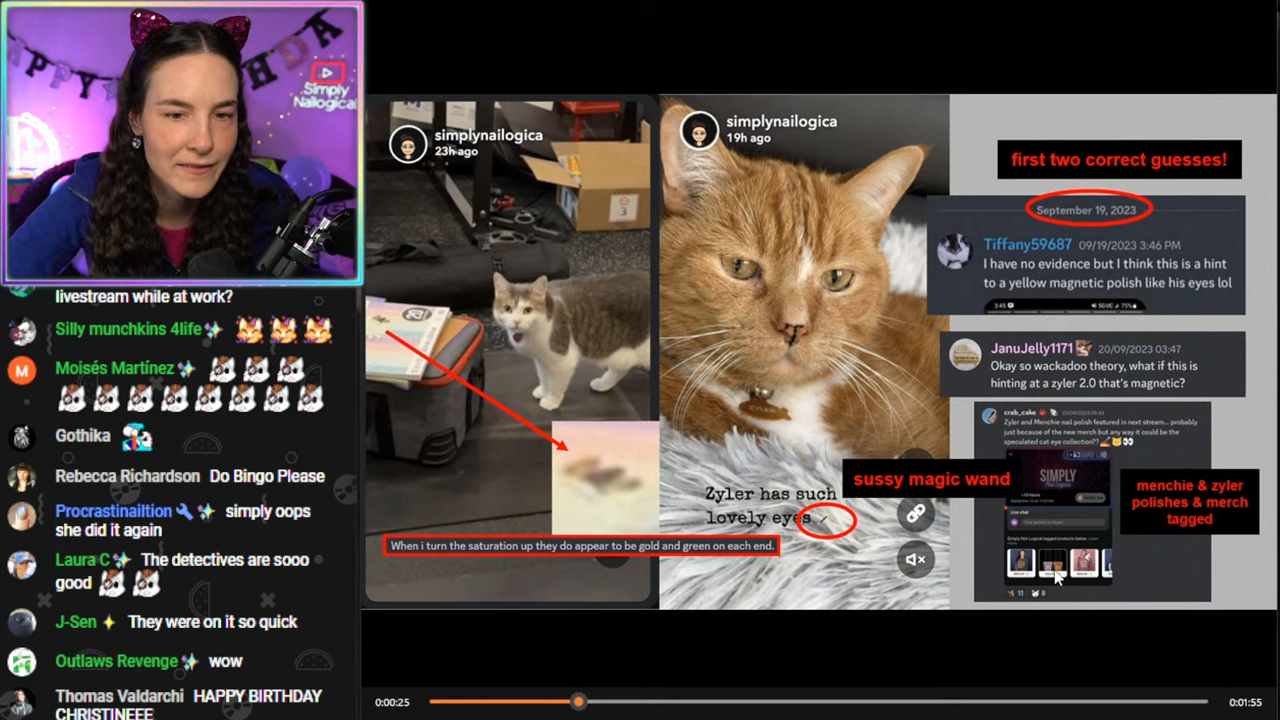 Simply
Nailogical
livestream while at work?
Silly munchkins 4life
Moisés Martínez
Gothika
Rebecca Richardson Do Bingo Please
Procrastinailtion simply oops
she did it again
Laura C The detectives are sooo
good
J-Sen They were on it so quick
Outlaws Revenge wow
Thomas Valdarchi HAPPY BIRTHDAY
CHRISTINEEE
simplynailogica
23h ago
3
When i turn the saturation up they do appear to be gold and green on each end.
simplynailogica
19h ago
ZYLER
Zyler has such
lovely eyes
sussy magic wand
first two correct guesses!
September 19, 2023
Tiffany59687 09/19/2023 3:46 PM
I have no evidence but I think this is a hint
to a yellow magnetic polish like his eyes lol
3:45
75%
JanuJelly1171 20/09/2023 03:47
Okay so wackadoo theory, what if this is
hinting at a zyler 2.0 that's magnetic?
crab_cake
Zyler and Menchie nail polish featured in next stream... probably
just because of the new merch but any way it could be the
speculated cat eye collection??
SIMPLY
Live chat
11
8
menchie & zyler
polishes & merch
tagged
0:00:25
0:01:55